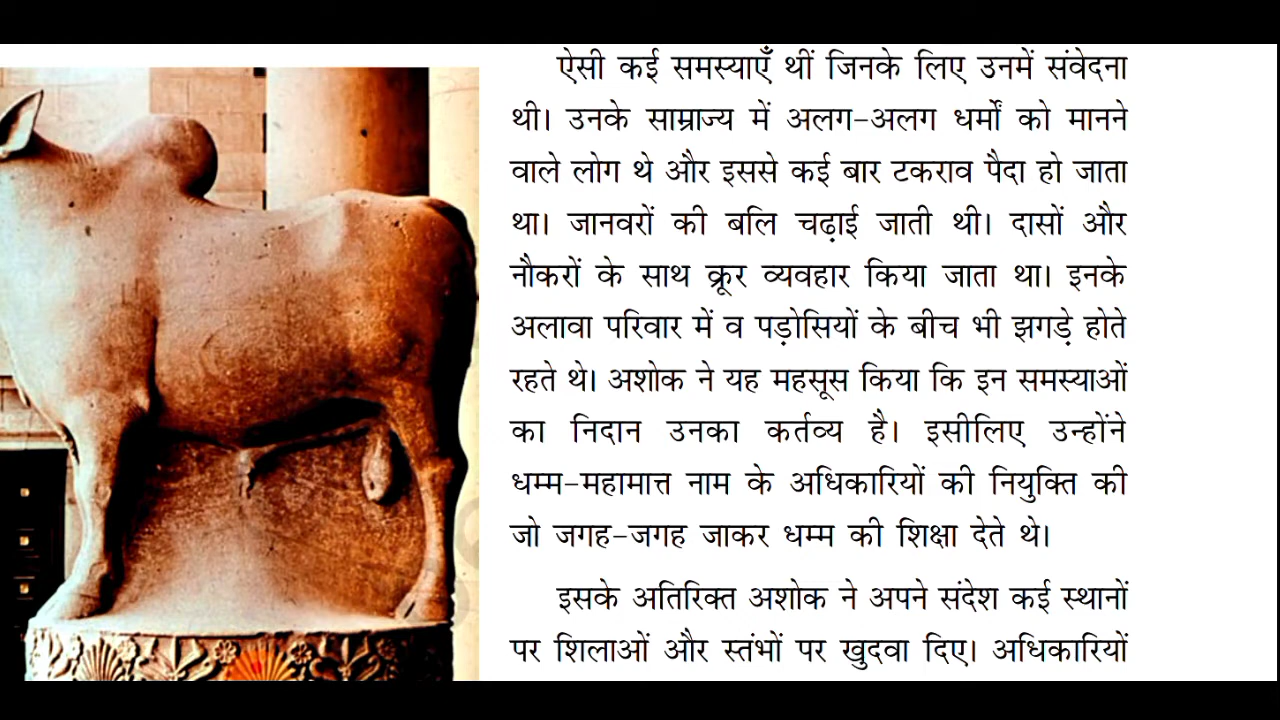 ऐसी कई समस्याएँ थीं जिनके लिए उनमें संवेदना
थी। उनके साम्राज्य में अलग-अलग धर्मों को मानने
वाले लोग थे और इससे कई बार टकराव पैदा हो जाता
था। जानवरों की बलि चढ़ाई जाती थी। दासों और
नौकरों के साथ क्रूर व्यवहार किया जाता था। इनके
अलावा परिवार में व पड़ोसियों के बीच भी झगड़े होते
रहते थे। अशोक ने यह महसूस किया कि इन समस्याओं
का निदान उनका कर्तव्य है। इसीलिए उन्होंने
धम्म-महामात्त नाम के अधिकारियों की नियुक्ति की
जो जगह-जगह जाकर धम्म की शिक्षा देते थे।
इसके अतिरिक्त अशोक ने अपने संदेश कई स्थानों
पर शिलाओं और स्तंभों पर खुदवा दिए। अधिकारियों